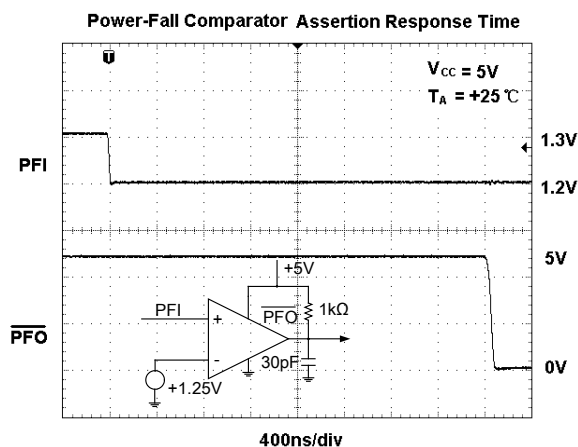 Power-Fall Comparator Assertion Response Time
T
VCC = 5V
TA = +25 ℃
1.3V
PFI
1.2V
5V
+5V
PFI
+
PFO
1kΩ
PFO
-
30pF
0V
+1.25V
400ns/div